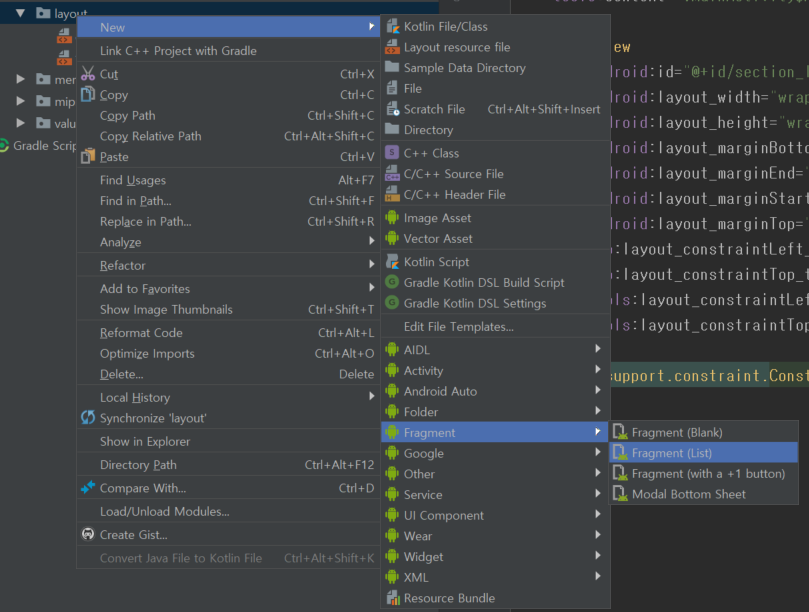 layout
mer
mip
valu
Gradle Scrip
New
Link C++ Project with Gradle
Cut Ctrl+X
Copy Ctrl+C
Copy Path Ctrl+Shift+C
Copy Relative Path Ctrl+Alt+Shift+C
Paste Ctrl+V
Find Usages Alt+F7
Find in Path... Ctrl+Shift+F
Replace in Path... Ctrl+Shift+R
Analyze
Refactor
Add to Favorites
Show Image Thumbnails Ctrl+Shift+T
Reformat Code Ctrl+Alt+L
Optimize Imports Ctrl+Alt+O
Delete... Delete
Local History
Synchronize 'layout'
Show in Explorer
Directory Path Ctrl+Alt+F12
Compare With... Ctrl+D
Load/Unload Modules...
Create Gist...
Convert Java File to Kotlin File Ctrl+Alt+Shift+K
Kotlin File/Class
Layout resource file
Sample Data Directory
File
Scratch File Ctrl+Alt+Shift+Insert
Directory
C++ Class
C/C++ Source File
C/C++ Header File
Image Asset
Vector Asset
Kotlin Script
Gradle Kotlin DSL Build Script
Gradle Kotlin DSL Settings
Edit File Templates...
AIDL
Activity
Android Auto
Folder
Fragment
Google
Other
Service
UI Component
Wear
Widget
XML
Resource Bundle
Fragment (Blank)
Fragment (List)
Fragment (with a +1 button)
Modal Bottom Sheet
ew
droid:id="@+id/section_l
droid:layout_width="wrap
droid:layout_height="wra
droid:layout_marginBotto
droid:layout_marginEnd="
droid:layout_marginStart
droid:layout_marginTop="
:layout_constraintLeft_
:layout_constraintTop_t
ls:layout_constraintLef
ls:layout_constraintTop
support.constraint.Const